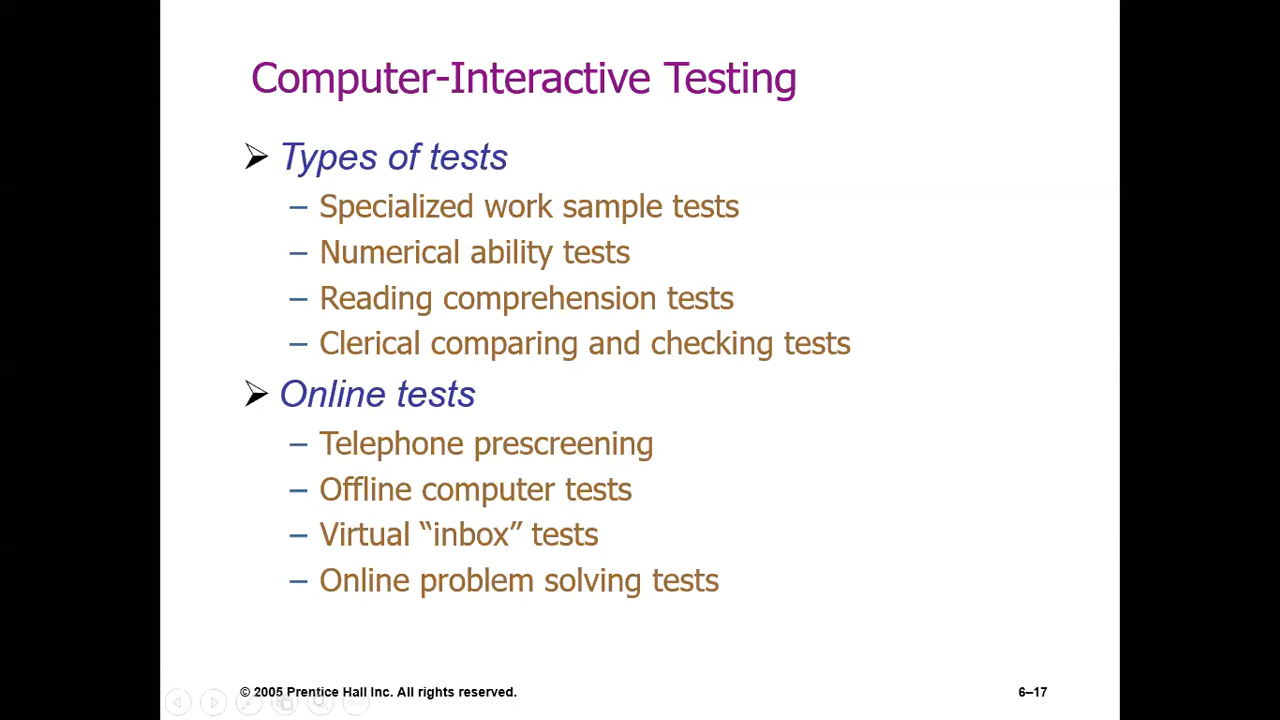 Computer-Interactive Testing
➢ Types of tests
– Specialized work sample tests
– Numerical ability tests
– Reading comprehension tests
– Clerical comparing and checking tests
➢ Online tests
– Telephone prescreening
– Offline computer tests
– Virtual “inbox” tests
– Online problem solving tests
© 2005 Prentice Hall Inc. All rights reserved.
6–17